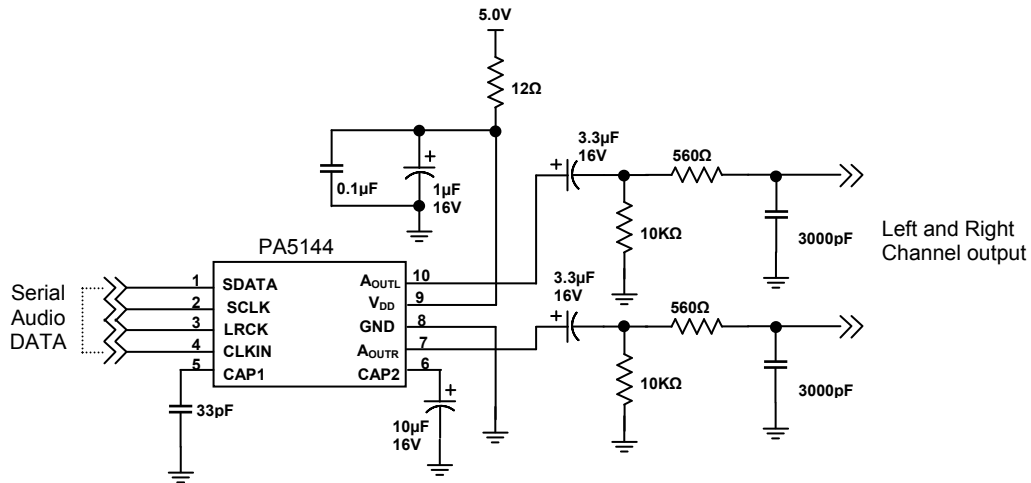 5.0V
12Ω
3.3µF
16V
560Ω
0.1µF
1µF
16V
10KΩ
3000pF
Left and Right
Channel output
PA5144
Serial
Audio
DATA
1 SDATA
2 SCLK
3 LRCK
4 CLKIN
5 CAP1
AOUTL 10
VDD 9
GND 8
AOUTR 7
CAP2 6
3.3µF
16V
560Ω
10KΩ
3000pF
33pF
10µF
16V
+
+
+
+